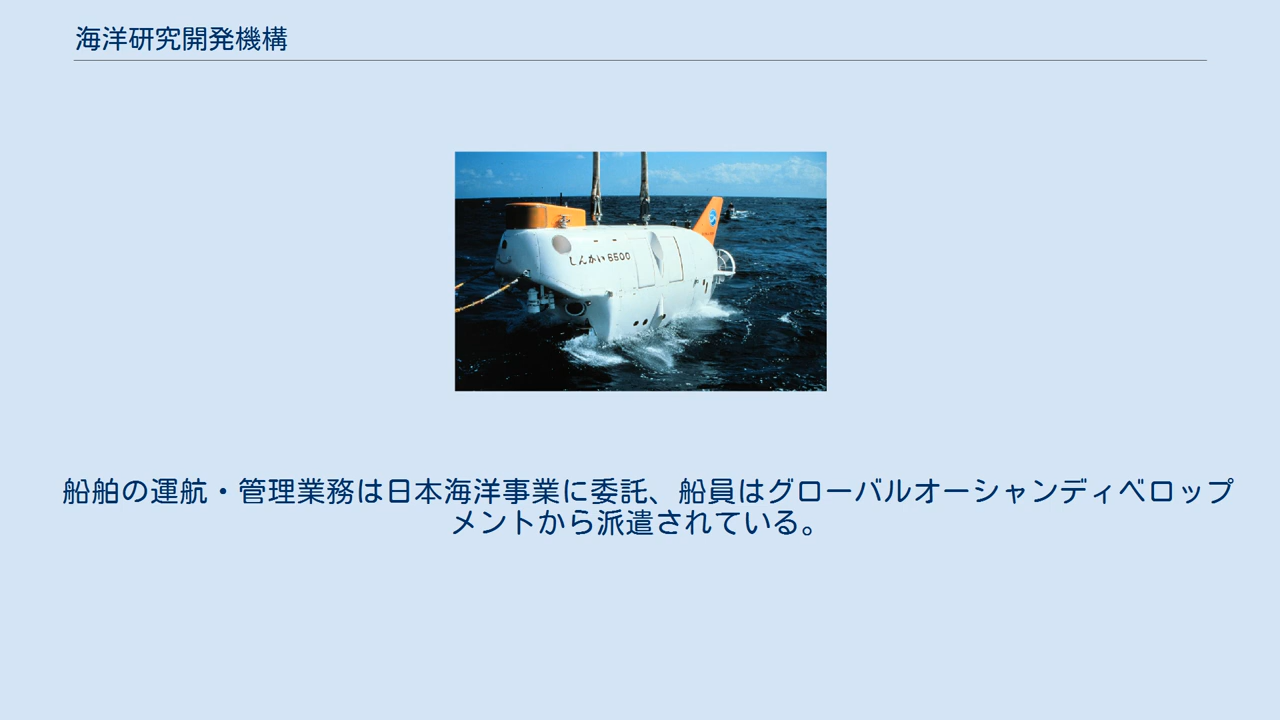 海洋研究開発機構
しんかい6500
船舶の運航・管理業務は日本海洋事業に委託、船員はグローバルオーシャンディベロップ
メントから派遣されている。